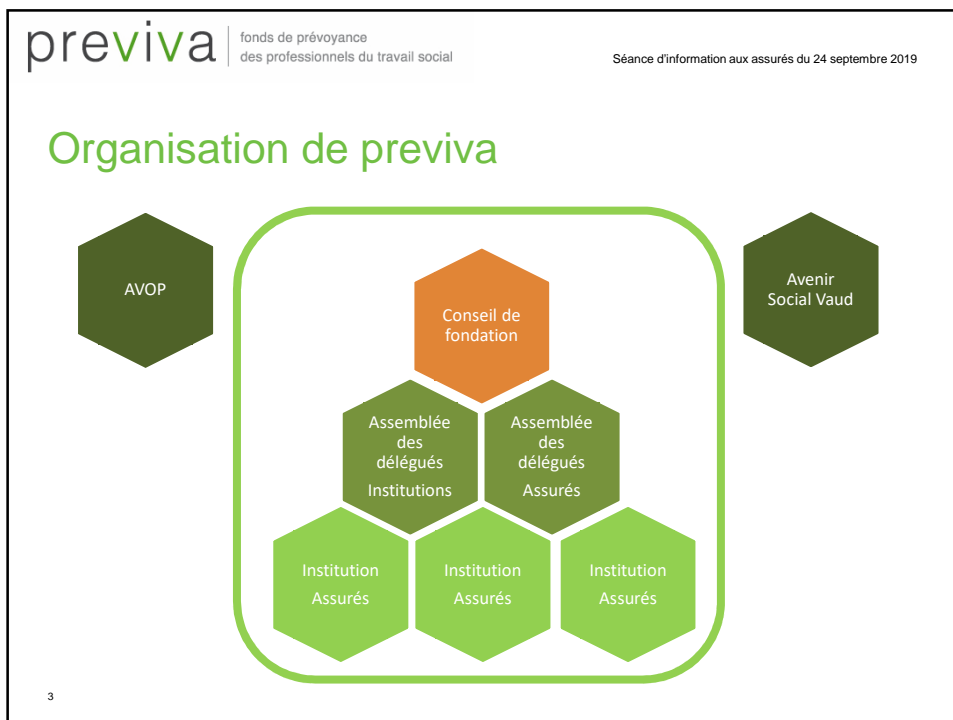 previva
fonds de prévoyance
des professionnels du travail social
Séance d'information aux assurés du 24 septembre 2019
Organisation de previva
AVOP
Avenir
Social Vaud
Conseil de
fondation
Assemblée
des
délégués
Institutions
Assemblée
des
délégués
Assurés
Institution
Assurés
Institution
Assurés
Institution
Assurés
3